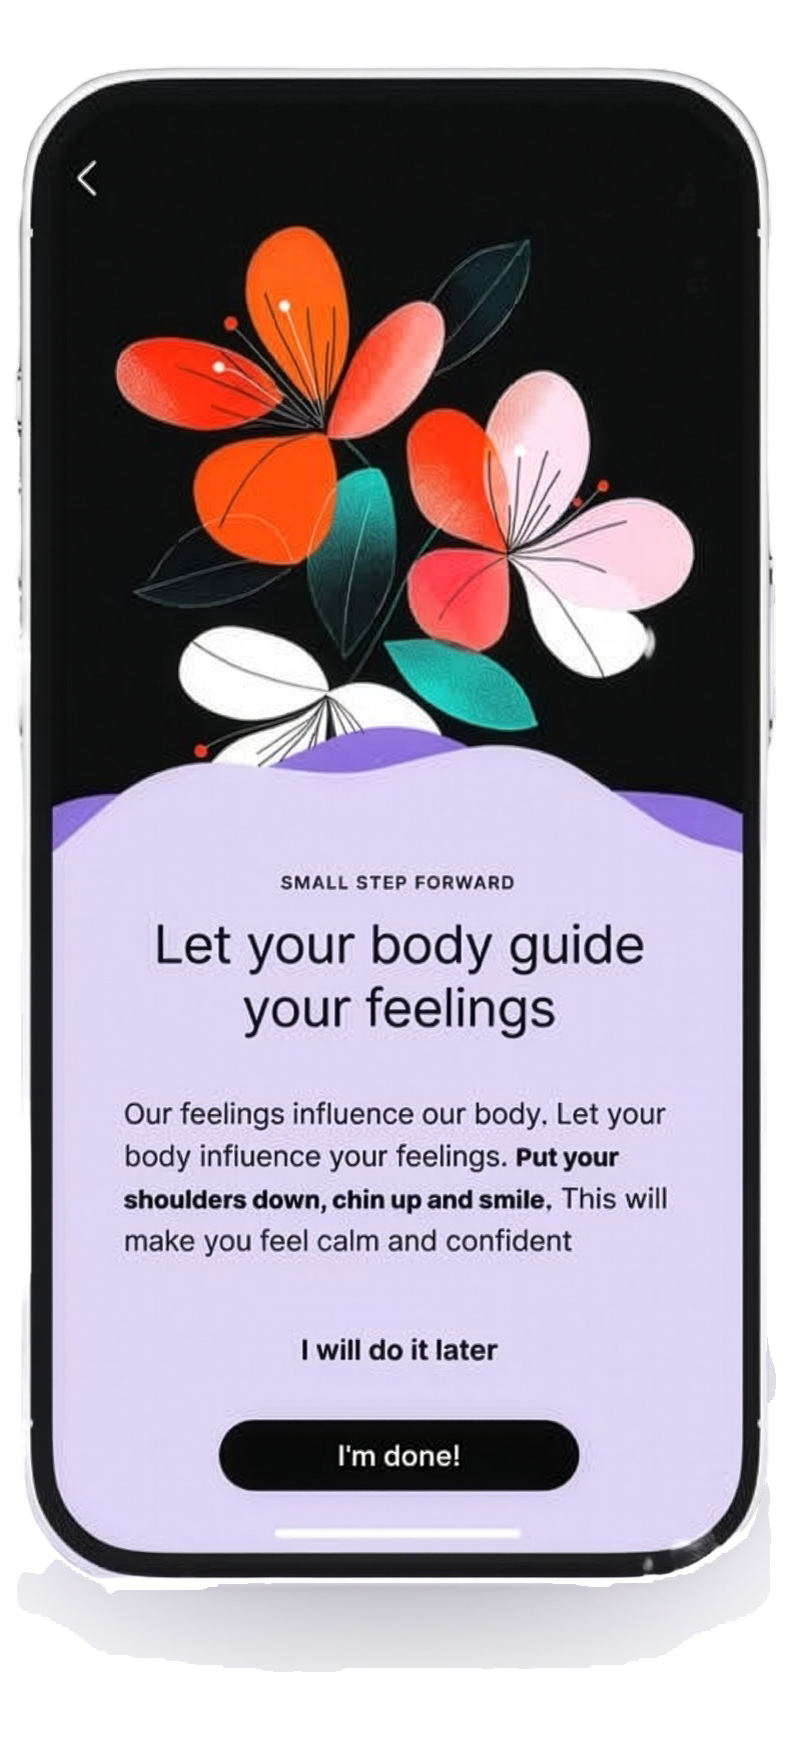 SMALL STEP FORWARD
Let your body guide
your feelings
Our feelings influence our body. Let your
body influence your feelings. Put your
shoulders down, chin up and smile. This will
make you feel calm and confident
I will do it later
I'm done!